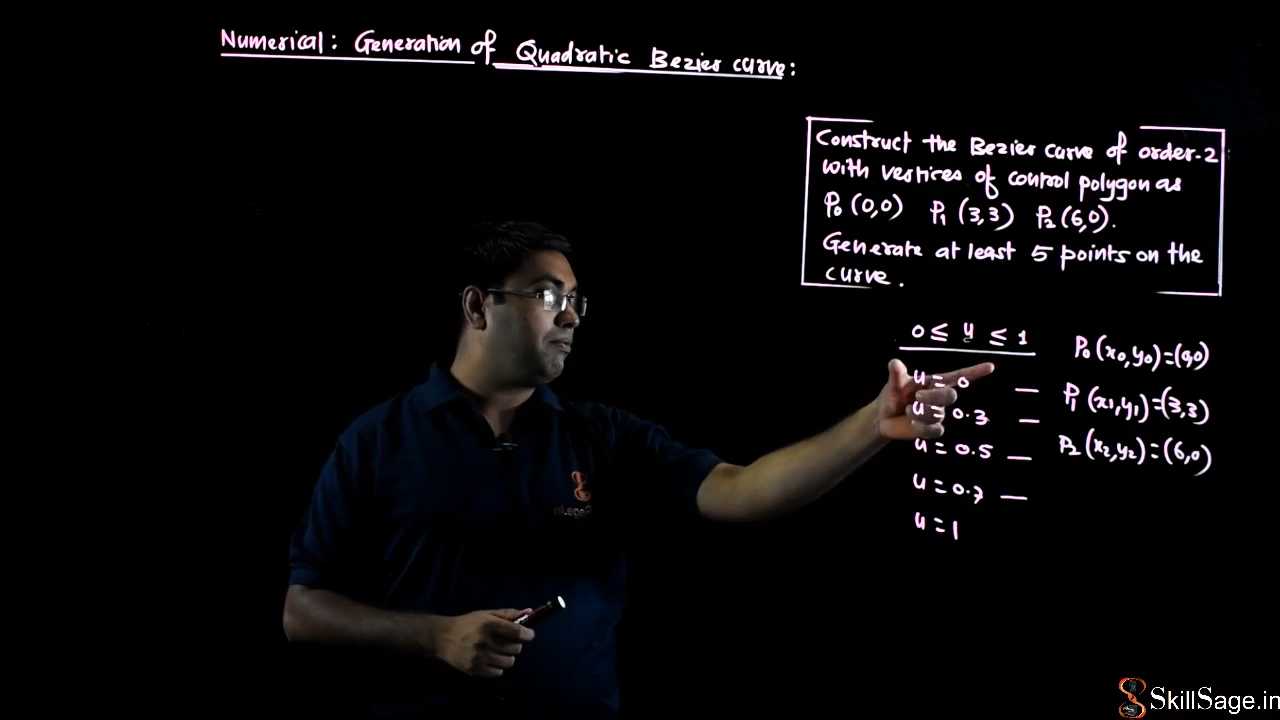 Numerical: Generation of Quadratic Bezier curve:
Construct the Bezier curve of order-2
with vertices of control polygon as
P0 (0,0) P1 (3,3) P2 (6,0).
Generate at least 5 points on the
curve.
0 ≤ u ≤ 1
u = 0 —
u = 0.3 —
u = 0.5 —
u = 0.7 —
u = 1
P0 (x0, y0) = (0,0)
P1 (x1, y1) = (3,3)
P2 (x2, y2) = (6,0)
SkillSage.in